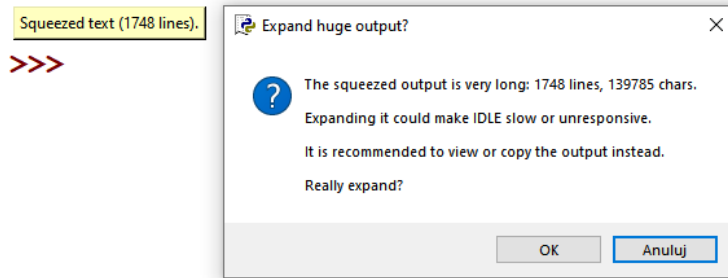 Squeezed text (1748 lines).
>>>
Expand huge output?
The squeezed output is very long: 1748 lines, 139785 chars.
Expanding it could make IDLE slow or unresponsive.
It is recommended to view or copy the output instead.
Really expand?
OK
Anuluj